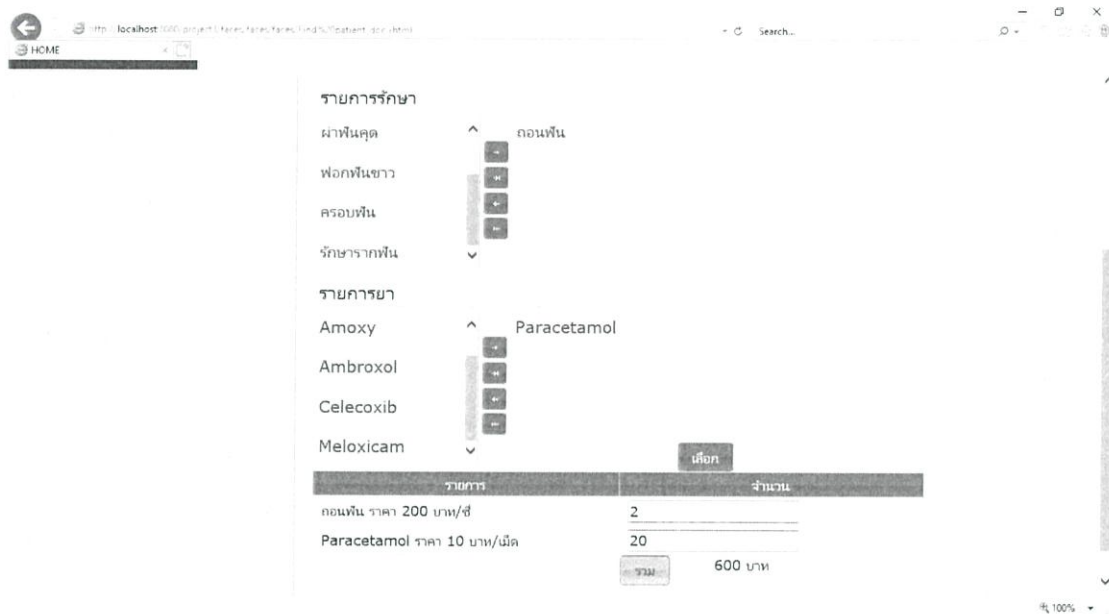 localhost
Search...
HOME
รายการรักษา
ผ่าฟันคุด
ถอนฟัน
ฟอกฟันขาว
ครอบฟัน
รักษารากฟัน
รายการยา
Amoxy
Paracetamol
Ambroxol
Celecoxib
Meloxicam
เลือก
รายการ จำนวน
ถอนฟัน ราคา 200 บาท/ซี่ 2
Paracetamol ราคา 10 บาท/เม็ด 20
รวม 600 บาท
100%